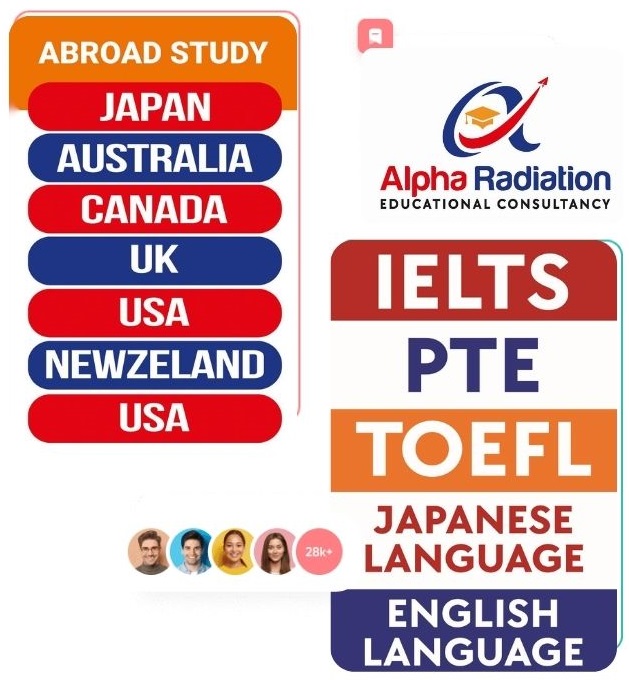 ABROAD STUDY
JAPAN
AUSTRALIA
CANADA
UK
USA
NEWZELAND
USA
Alpha Radiation
EDUCATIONAL CONSULTANCY
IELTS
PTE
TOEFL
JAPANESE
LANGUAGE
ENGLISH
LANGUAGE
28k+